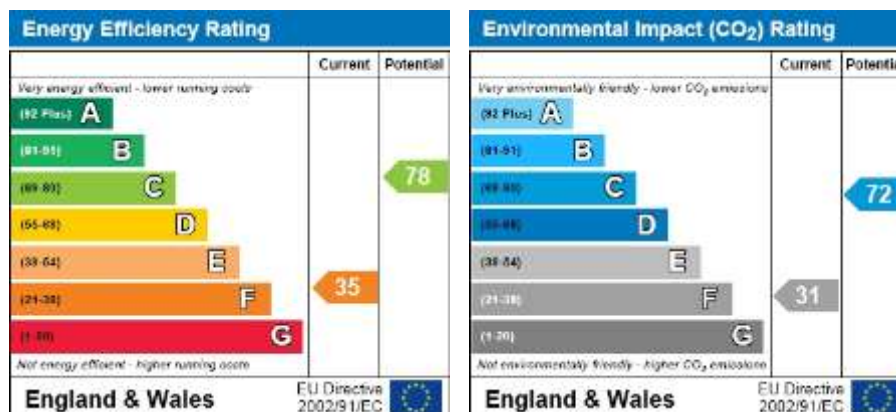 Energy Efficiency Rating
Current Potential
Very energy efficient - lower running costs
(92 Plus) A
(81-91) B
(69-80) C
(55-68) D
(39-54) E
(21-38) F
(1-20) G
78
35
Not energy efficient - higher running costs
England & Wales
EU Directive
2002/91/EC
Environmental Impact (CO₂) Rating
Current Potentia
Very environmentally friendly - lower CO₂ emissions
(92 Plus) A
(81-91) B
(69-80) C
(55-68) D
(39-54) E
(21-38) F
(1-20) G
72
31
Not environmentally friendly - higher CO₂ emissions
England & Wales
EU Directive
2002/91/EC